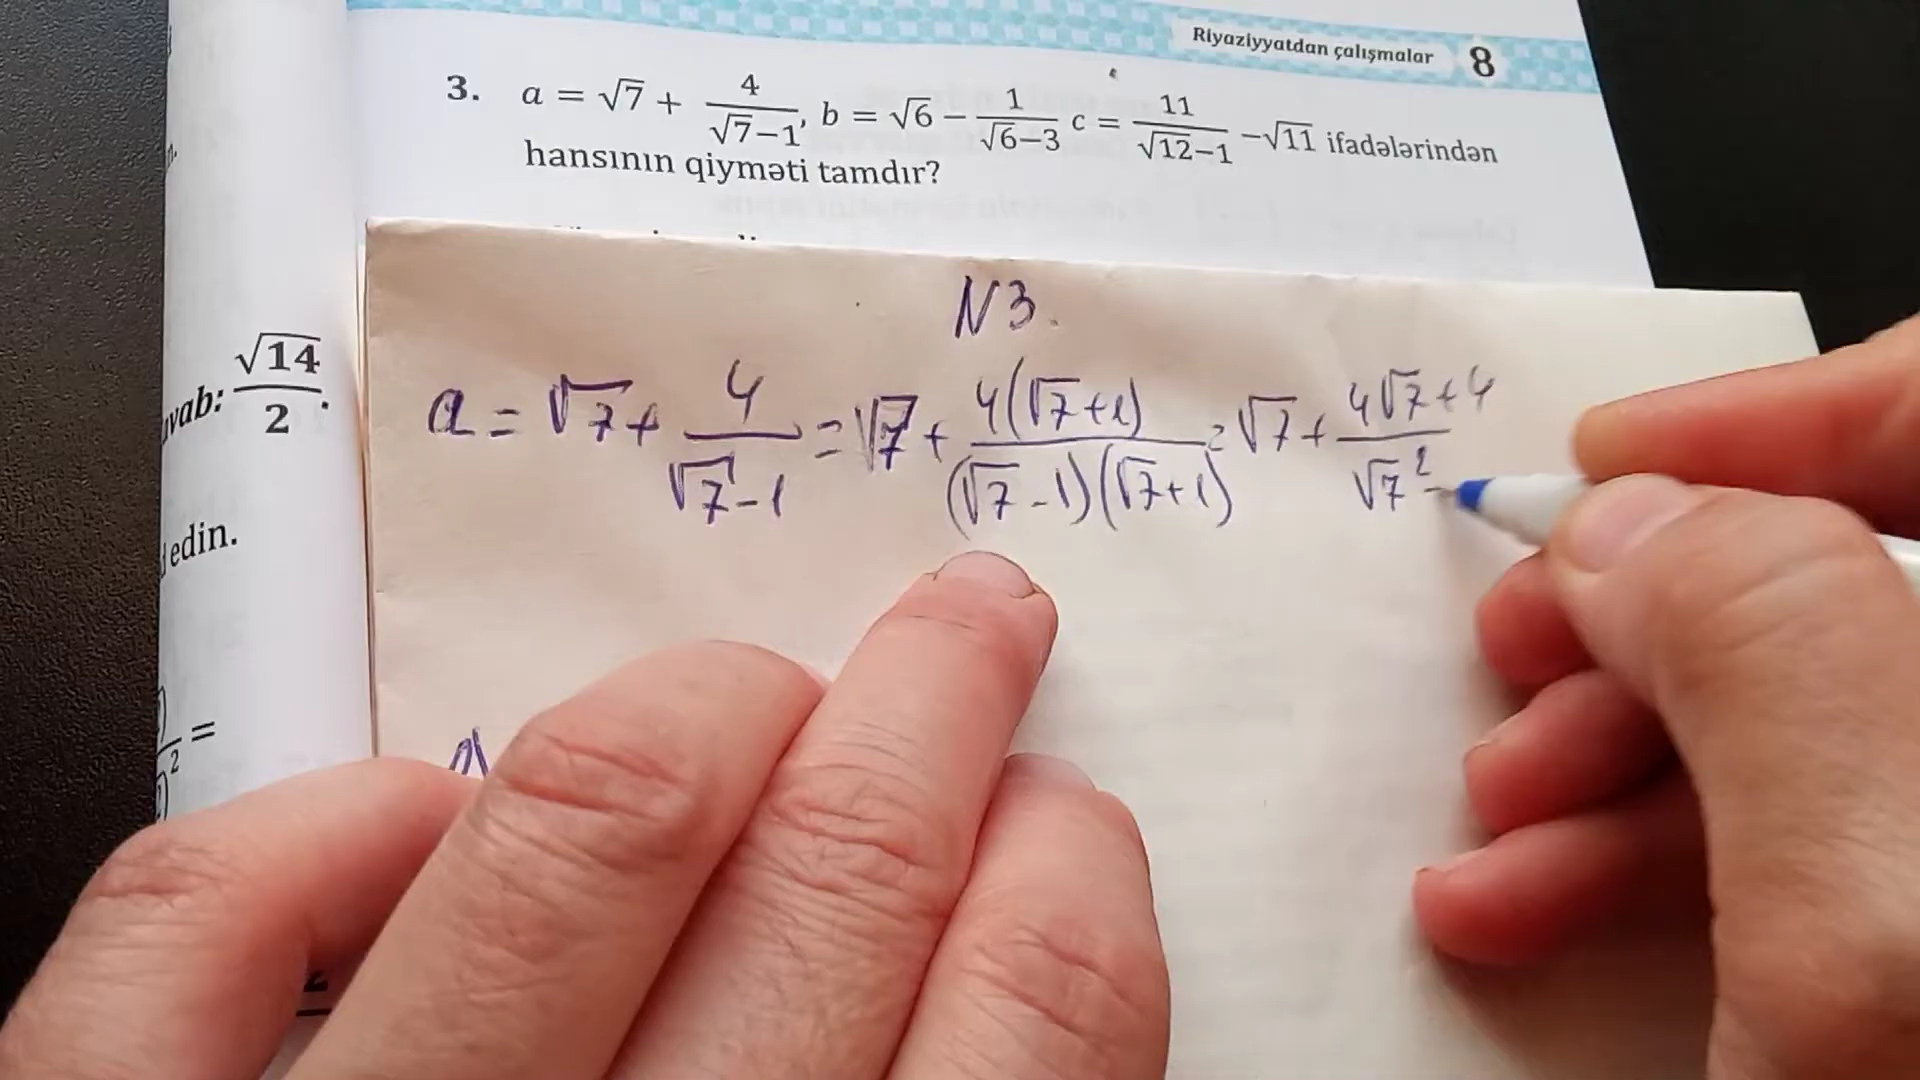 Riyaziyyatdan çalışmalar 8
3. a = √7 + 4/(√7−1), b = √6 − 1/(√6−3) c = 11/(√12−1) −√11 ifadələrindən
hansının qiyməti tamdır?
N 3.
a = √7 + 4/(√7-1) = √7 + 4(√7+1)/(√7-1)(√7+1) = √7 + 4√7+4/√7²-
√14/2.
edin.
=
2